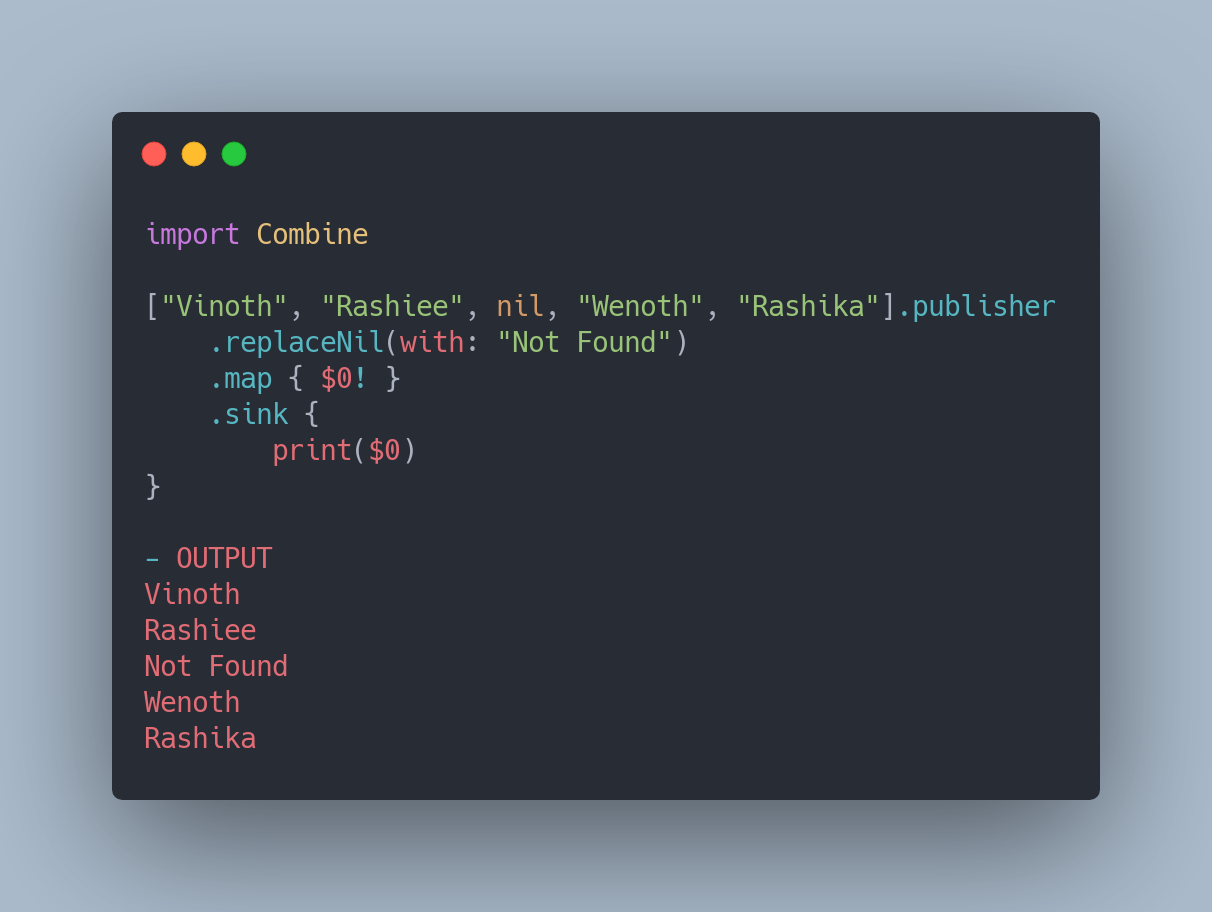 import Combine
["Vinoth", "Rashiee", nil, "Wenoth", "Rashika"].publisher
    .replaceNil(with: "Not Found")
    .map { $0! }
    .sink {
        print($0)
}
- OUTPUT
Vinoth
Rashiee
Not Found
Wenoth
Rashika